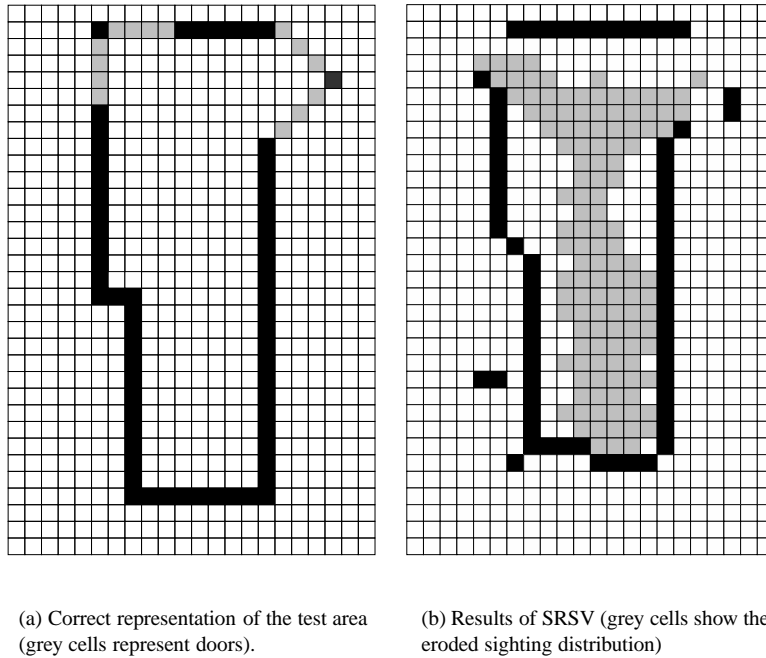 (a) Correct representation of the test area
(grey cells represent doors).
(b) Results of SRSV (grey cells show the
eroded sighting distribution)